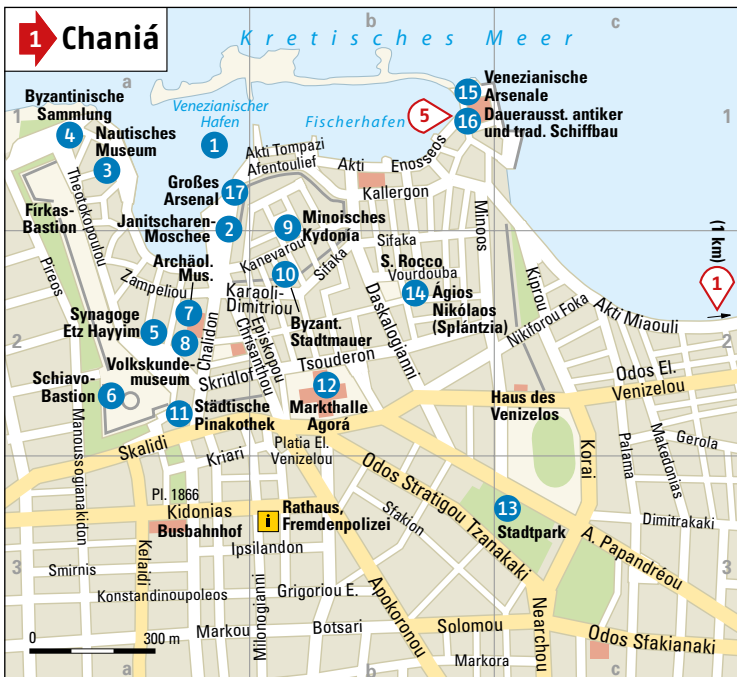 1 Chaniá
Kretisches Meer
a
b
c
1
1
2
2
3
3
a
b
c
Byzantinische
Sammlung
4
Nautisches
Museum
3
Venezianischer
Hafen
1
Fischerhafen
5
15
Venezianische
Arsenale
16
Dauerausst. antiker
und trad. Schiffbau
Akti Tompazi
Afentoulief
Akti Enosseos
Kallergon
Großes
Arsenal
17
Janitscharen-
Moschee
2
Firkas-
Bastion
Theotokopoulou
Pireos
Zampeliou
Archäol.
Mus.
7
9
Minoisches
Kydonia
Kanevarou
Sifaka
Sifaka
10
Karaoli-
Dimitriou
Byzant.
Stadtmauer
S. Rocco
Vourdouba
14
Ágios
Nikólaos
(Splántzia)
Minoos
Daskalogianni
Kiprou
Nikiforou Foka
Akti Miaouli
(1 km)
1
Synagoge
Etz Hayyim
5
8
Volkskunde-
museum
Chalidon
Episkopou
Chrisanthou
Tsouderon
Skridlof
Schiavo-
Bastion
6
11
Städtische
Pinakothek
12
Markthalle
Agorá
Haus des
Venizelos
Odos El.
Venizelou
Manoussogianakidon
Skalidi
Kriari
Platia El.
Venizelou
Korai
Palama
Makedonias
Gerola
Pl. 1866
Kidonias
Busbahnhof
i
Rathaus,
Fremdenpolizei
Sfakion
Odos Stratigou Tzanakaki
13
Stadtpark
Dimitrakaki
A. Papandréou
Ipsilandon
Smirnis
Kelaidi
Konstandinoupoleos
Milonogianni
Grigoriou E.
Apokoronou
Nearchou
Markou
Botsari
Solomou
Odos Sfakianaki
Markora
0
300 m